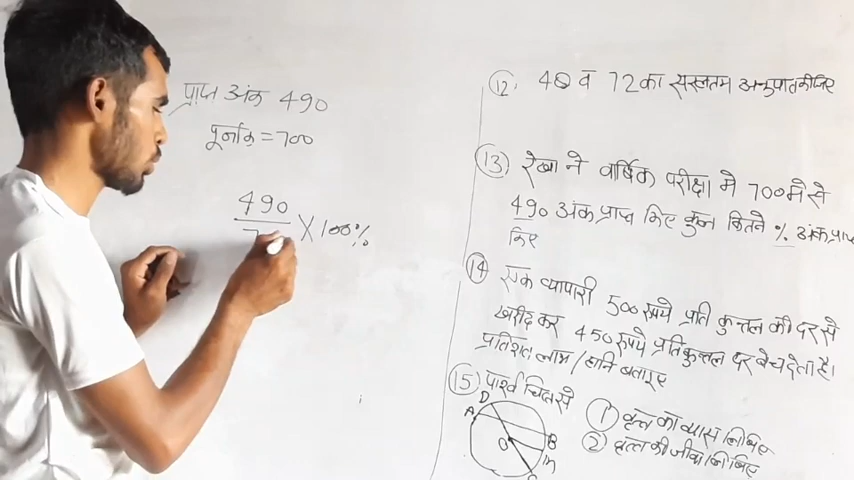 प्राप्त अंक 490
पूर्णांक = 700
490
7
× 100%
(12) 48 व 72 का सरलतम अनुपात कीजिए
(13) रेखा ने वार्षिक परीक्षा मे 700 मे से
490 अंक प्राप्त किए कुल कितने % अंक प्राप्त
किए
(14) एक व्यापारी 500 रुपये प्रति कुन्तल की दर से
खरीद कर 450 रुपये प्रति कुन्तल दर बेच देता है।
प्रतिशत लाभ / हानि बताइए
(15) पार्श्व चित्र से
(1) वृत्त का व्यास लिखिए
(2) वृत्त की जीवा लिखिए
D
A
O
B
m
C